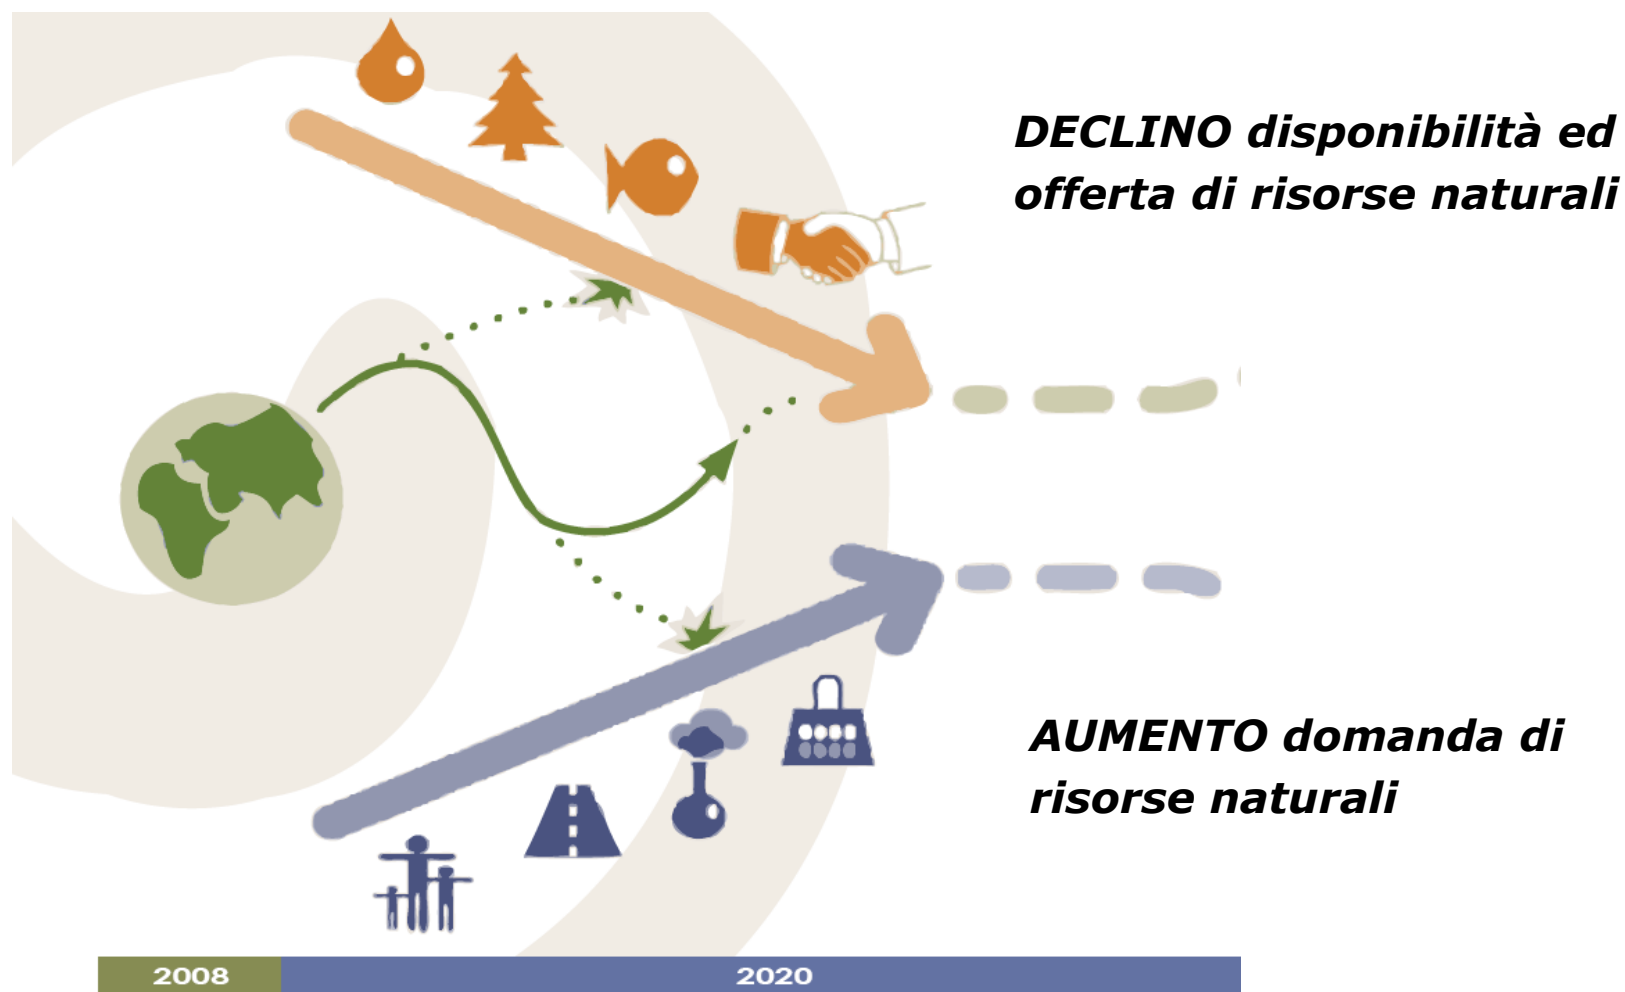 DECLINO disponibilità ed
offerta di risorse naturali
AUMENTO domanda di
risorse naturali
2008
2020